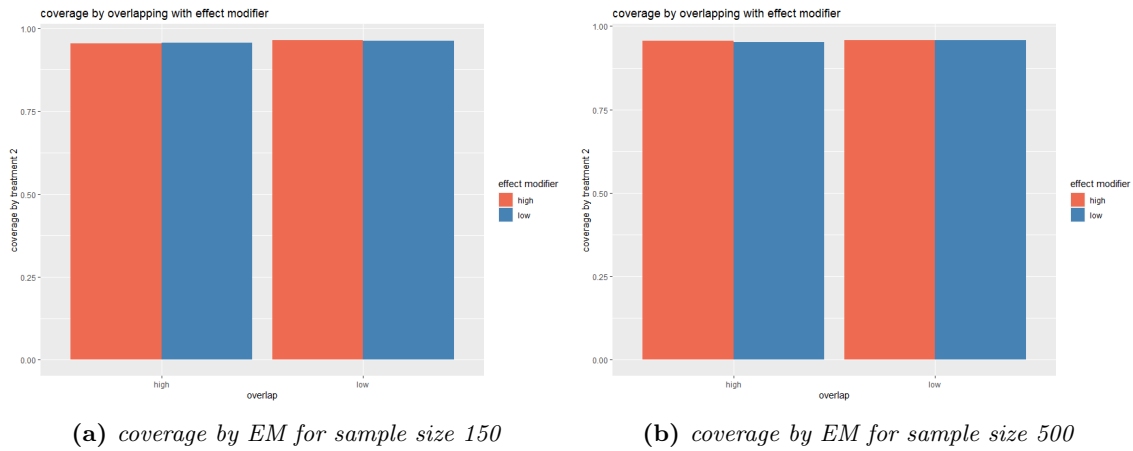 coverage by overlapping with effect modifier
1.00
0.75
0.50
0.25
0.00
coverage by treatment 2
high
low
overlap
effect modifier
high
low
(a) coverage by EM for sample size 150
coverage by overlapping with effect modifier
1.00
0.75
0.50
0.25
0.00
coverage by treatment 2
high
low
overlap
effect modifier
high
low
(b) coverage by EM for sample size 500